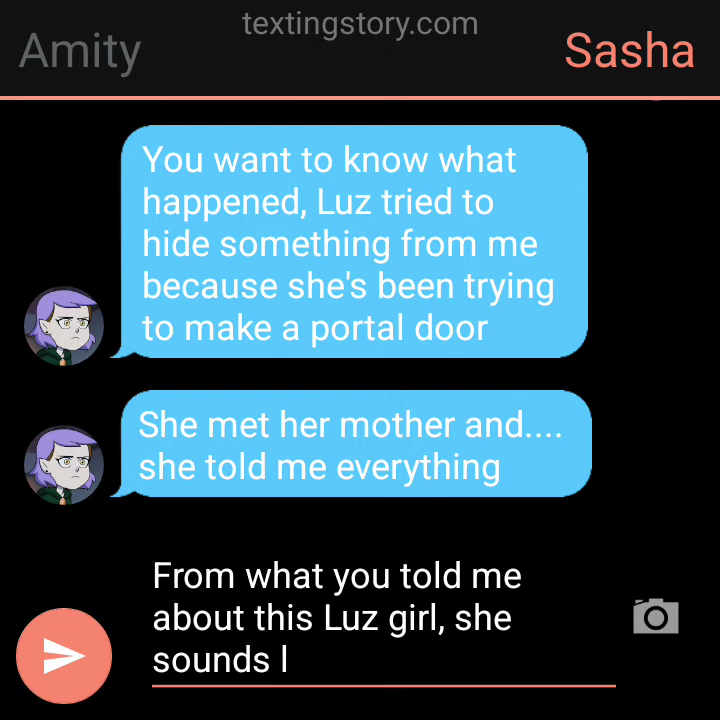 textingstory.com
Amity
Sasha
You want to know what
happened, Luz tried to
hide something from me
because she's been trying
to make a portal door
She met her mother and....
she told me everything
From what you told me
about this Luz girl, she
sounds l